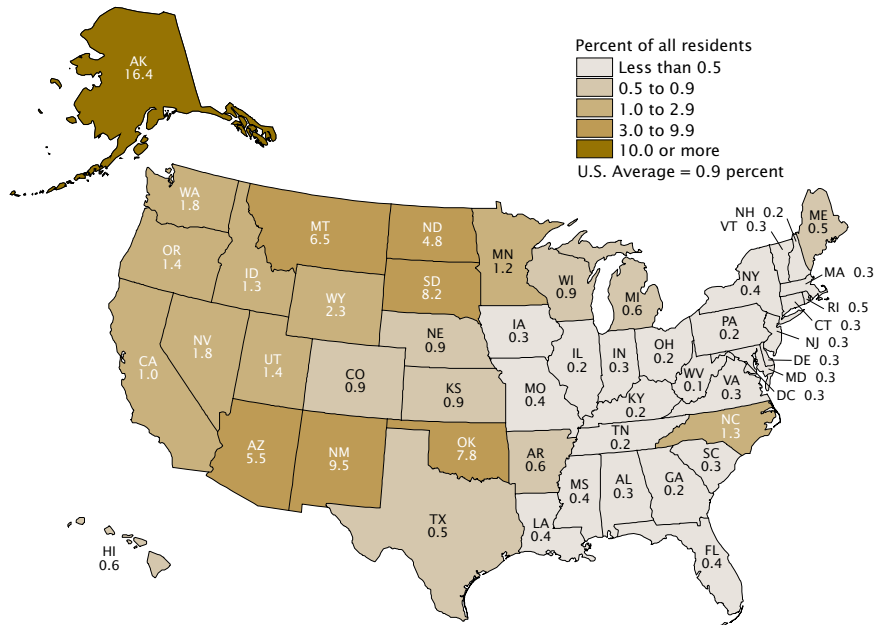 Percent of all residents
Less than 0.5
0.5 to 0.9
1.0 to 2.9
3.0 to 9.9
10.0 or more
U.S. Average = 0.9 percent
AK
16.4
WA
1.8
OR
1.4
CA
1.0
NV
1.8
ID
1.3
MT
6.5
WY
2.3
UT
1.4
CO
0.9
AZ
5.5
NM
9.5
ND
4.8
SD
8.2
NE
0.9
KS
0.9
OK
7.8
TX
0.5
MN
1.2
IA
0.3
MO
0.4
AR
0.6
LA
0.4
WI
0.9
IL
0.2
MI
0.6
IN
0.3
OH
0.2
KY
0.2
TN
0.2
MS
0.4
AL
0.3
GA
0.2
FL
0.4
SC
0.3
NC
1.3
VA
0.3
WV
0.1
PA
0.2
NY
0.4
NH 0.2
VT 0.3
ME
0.5
MA 0.3
RI 0.5
CT 0.3
NJ 0.3
DE 0.3
MD 0.3
DC 0.3
HI
0.6